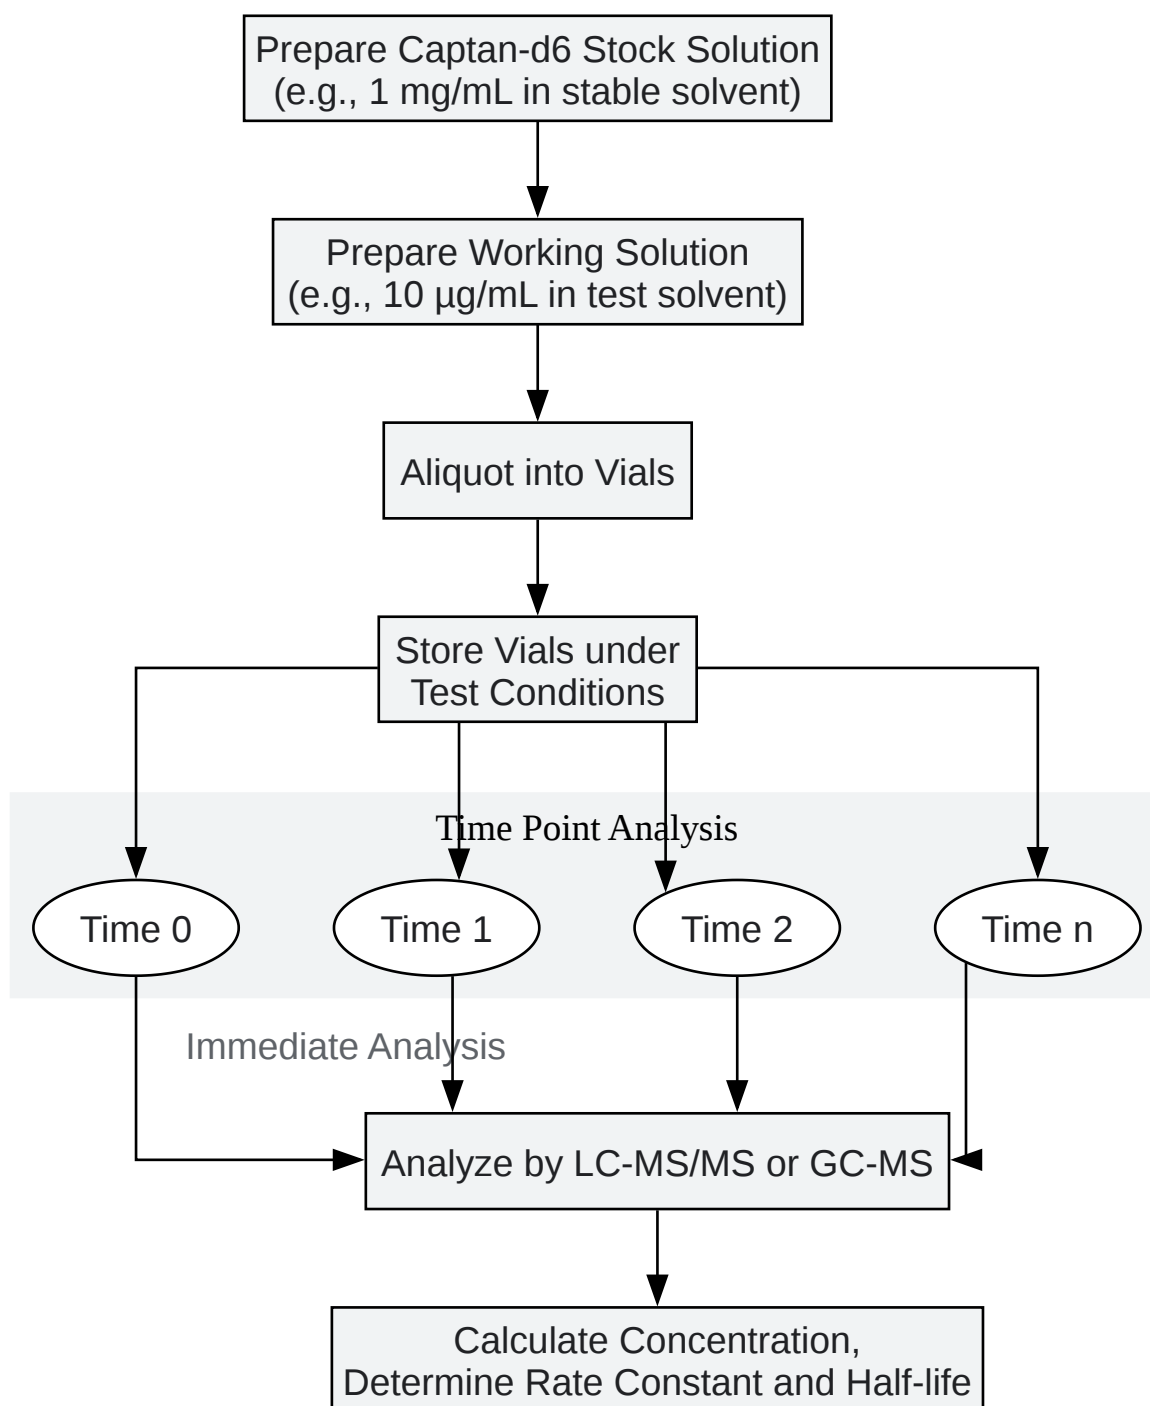 Prepare Captan-d6 Stock Solution
(e.g., 1 mg/mL in stable solvent)
Prepare Working Solution
(e.g., 10 µg/mL in test solvent)
Aliquot into Vials
Store Vials under
Test Conditions
Time Point Analysis
Time 0
Time 1
Time 2
Time n
Immediate Analysis
Analyze by LC-MS/MS or GC-MS
Calculate Concentration,
Determine Rate Constant and Half-life